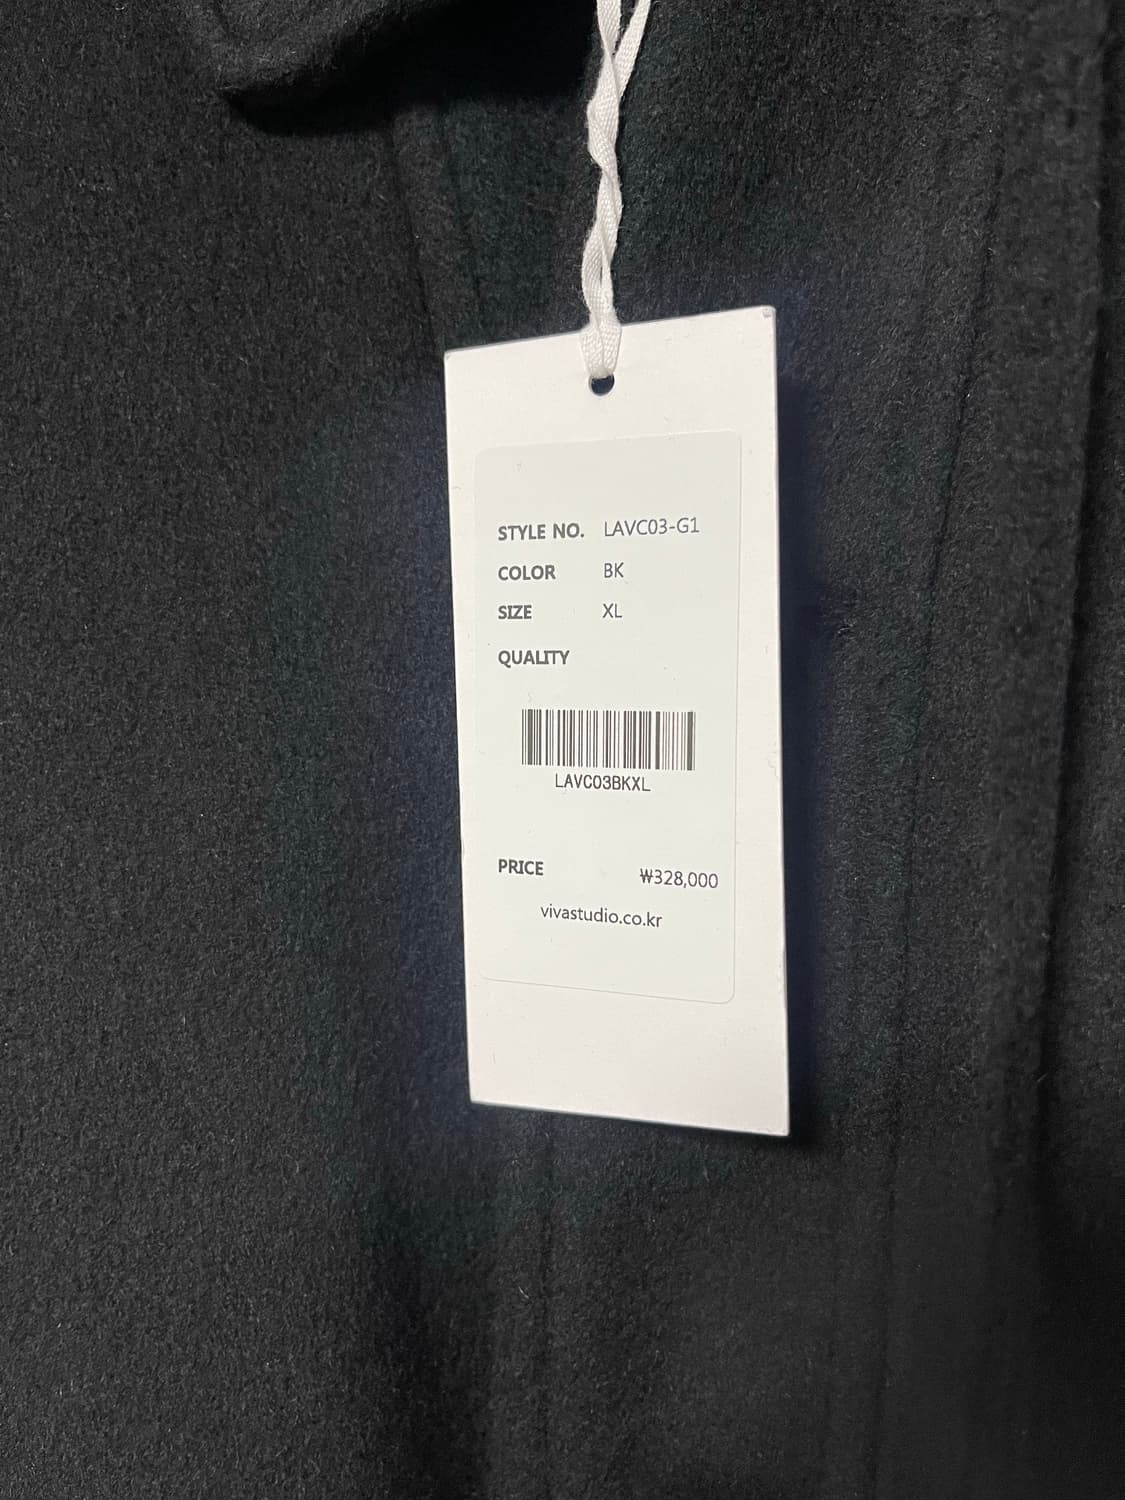 STYLE NO. LAVC03-G1
COLOR BK
SIZE XL
QUALITY
LAVC03BKXL
PRICE ₩328,000
vivastudio.co.kr